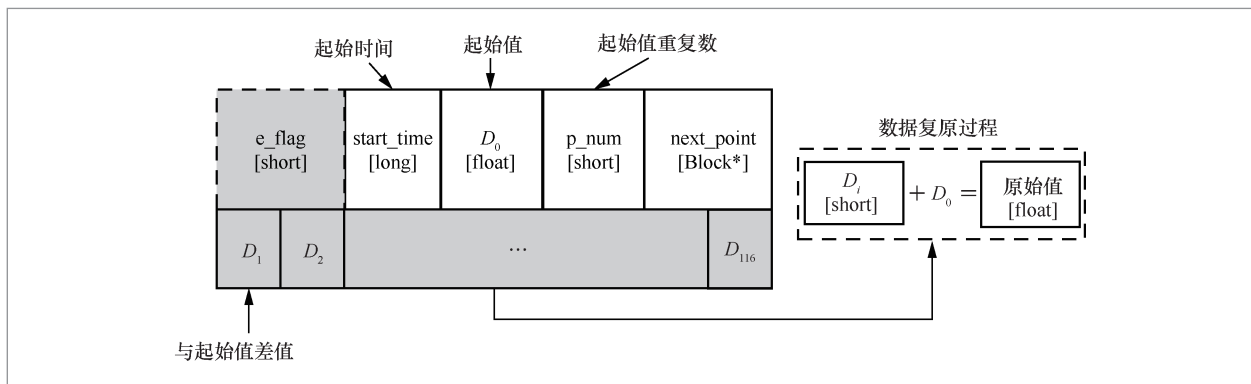 起始时间
起始值
起始值重复数
e_flag
[short]
start_time
[long]
D0
[float]
p_num
[short]
next_point
[Block*]
D1
D2
…
D116
与起始值差值
数据复原过程
Di
[short]
+ D0 =
原始值
[float]